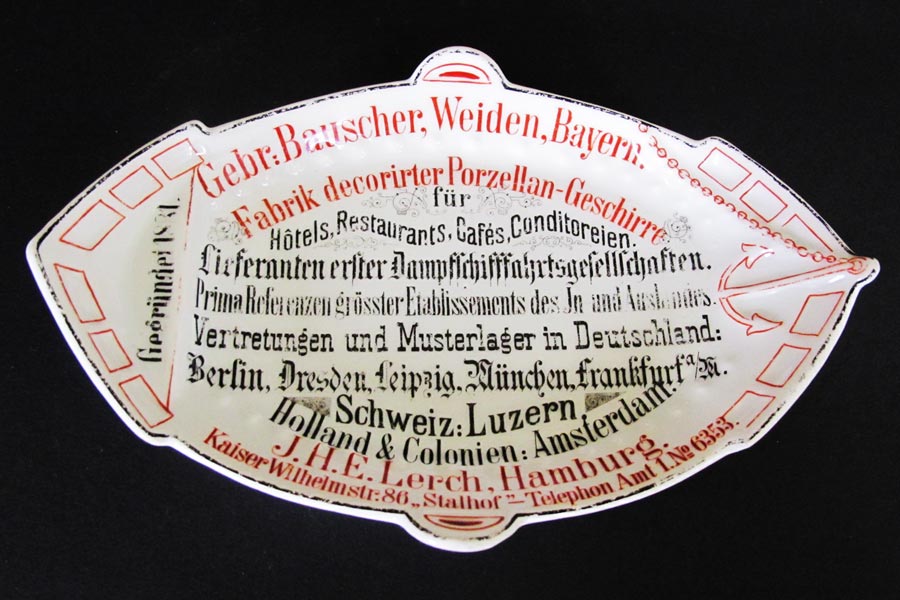 Gebr: Bauscher, Weiden, Bayern.
Fabrik decorirter Porzellan-Geschirre
für
Hôtels, Restaurants, Cafés, Conditoreien.
Lieferanten erster Dampfschifffahrtsgesellschaften.
Prima Referenzen grösster Etablissements des In- und Auslandes.
Vertretungen und Musterlager in Deutschland:
Berlin, Dresden, Leipzig, München, Frankfurt a/M.
Schweiz: Luzern,
Holland & Colonien: Amsterdam.
J. H. E. Lerch, Hamburg.
Kaiser Wilhelmstr. 86 „Stalhof" – Telephon Amt 1. No 6353.
Gegründet 1881.